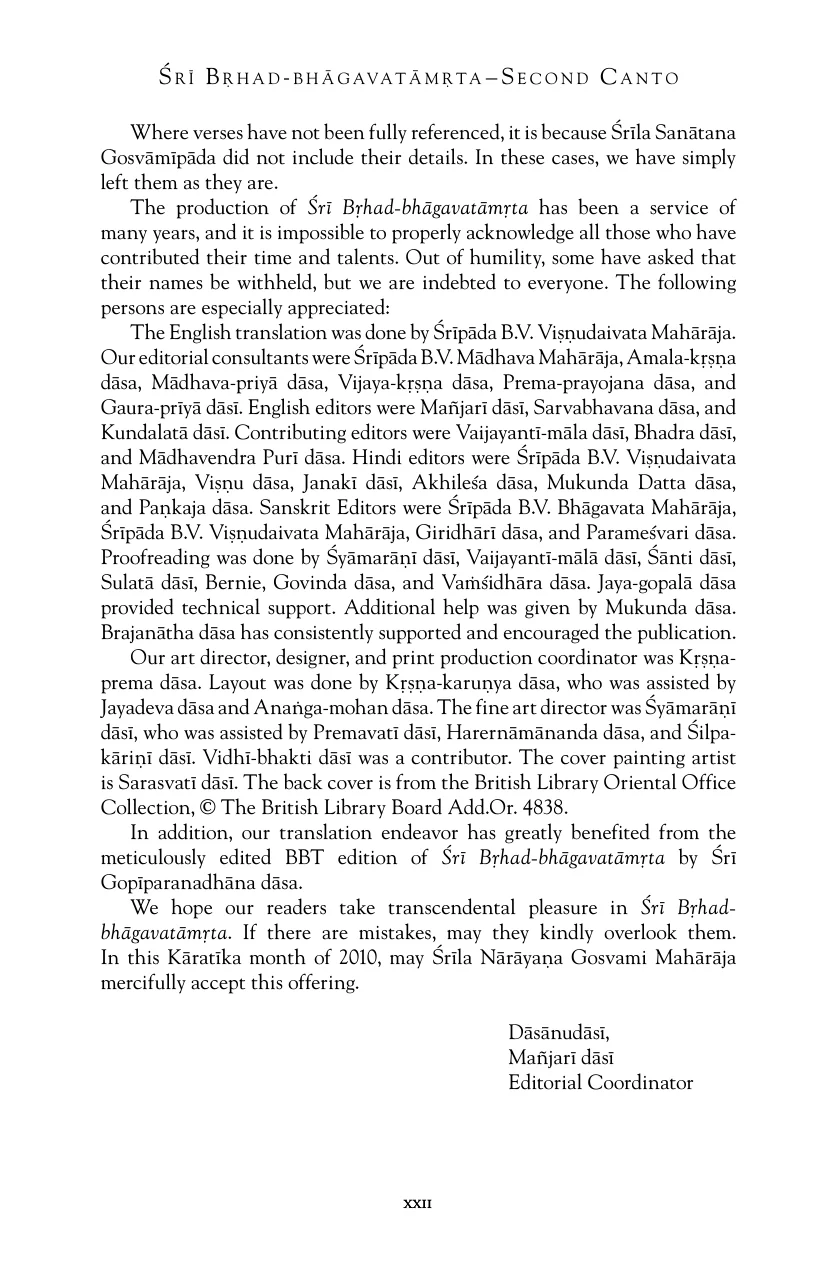 Śrī Bṛhad-bhāgavatāmṛta–Second Canto
Where verses have not been fully referenced, it is because Śrīla Sanātana
Gosvāmīpāda did not include their details. In these cases, we have simply
left them as they are.
The production of Śrī Bṛhad-bhāgavatāmṛta has been a service of
many years, and it is impossible to properly acknowledge all those who have
contributed their time and talents. Out of humility, some have asked that
their names be withheld, but we are indebted to everyone. The following
persons are especially appreciated:
The English translation was done by Śrīpāda B.V. Viṣṇudaivata Mahārāja.
Our editorial consultants were Śrīpāda B.V. Mādhava Mahārāja, Amala-kṛṣṇa
dāsa, Mādhava-priyā dāsa, Vijaya-kṛṣṇa dāsa, Prema-prayojana dāsa, and
Gaura-prīyā dāsī. English editors were Mañjarī dāsī, Sarvabhavana dāsa, and
Kundalatā dāsī. Contributing editors were Vaijayantī-māla dāsī, Bhadra dāsī,
and Mādhavendra Purī dāsa. Hindi editors were Śrīpāda B.V. Viṣṇudaivata
Mahārāja, Viṣṇu dāsa, Janakī dāsī, Akhileśa dāsa, Mukunda Datta dāsa,
and Paṇkaja dāsa. Sanskrit Editors were Śrīpāda B.V. Bhāgavata Mahārāja,
Śrīpāda B.V. Viṣṇudaivata Mahārāja, Giridhārī dāsa, and Parameśvari dāsa.
Proofreading was done by Śyāmarāṇī dāsī, Vaijayantī-mālā dāsī, Śānti dāsī,
Sulatā dāsī, Bernie, Govinda dāsa, and Vaṁśidhāra dāsa. Jaya-gopalā dāsa
provided technical support. Additional help was given by Mukunda dāsa.
Brajanātha dāsa has consistently supported and encouraged the publication.
Our art director, designer, and print production coordinator was Kṛṣṇa-
prema dāsa. Layout was done by Kṛṣṇa-karuṇya dāsa, who was assisted by
Jayadeva dāsa and Anaṅga-mohan dāsa. The fine art director was Śyāmarāṇī
dāsī, who was assisted by Premavatī dāsī, Harernāmānanda dāsa, and Śilpa-
kāriṇī dāsī. Vidhī-bhakti dāsī was a contributor. The cover painting artist
is Sarasvatī dāsī. The back cover is from the British Library Oriental Office
Collection, © The British Library Board Add.Or. 4838.
In addition, our translation endeavor has greatly benefited from the
meticulously edited BBT edition of Śrī Bṛhad-bhāgavatāmṛta by Śrī
Gopīparanadhāna dāsa.
We hope our readers take transcendental pleasure in Śrī Bṛhad-
bhāgavatāmṛta. If there are mistakes, may they kindly overlook them.
In this Kāratīka month of 2010, may Śrīla Nārāyaṇa Gosvami Mahārāja
mercifully accept this offering.
Dāsānudāsī,
Mañjarī dāsī
Editorial Coordinator
xxii